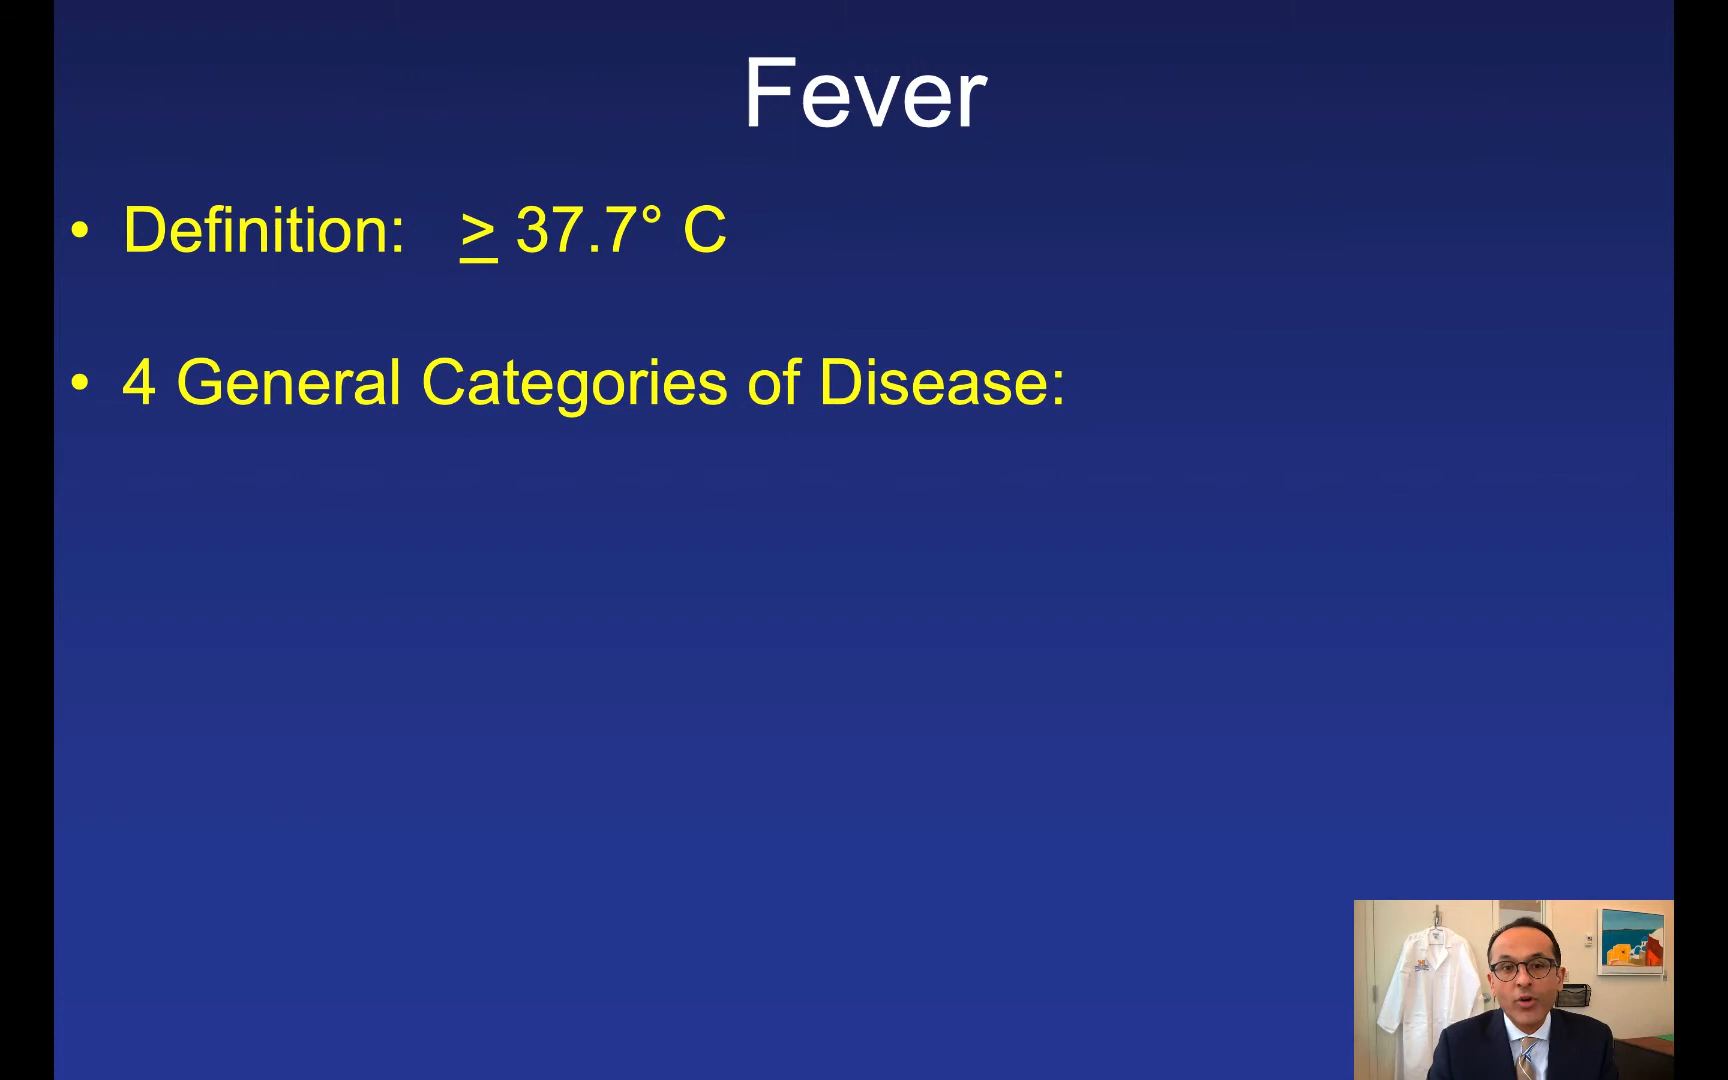 Fever
• Definition: ≥ 37.7° C
• 4 General Categories of Disease: